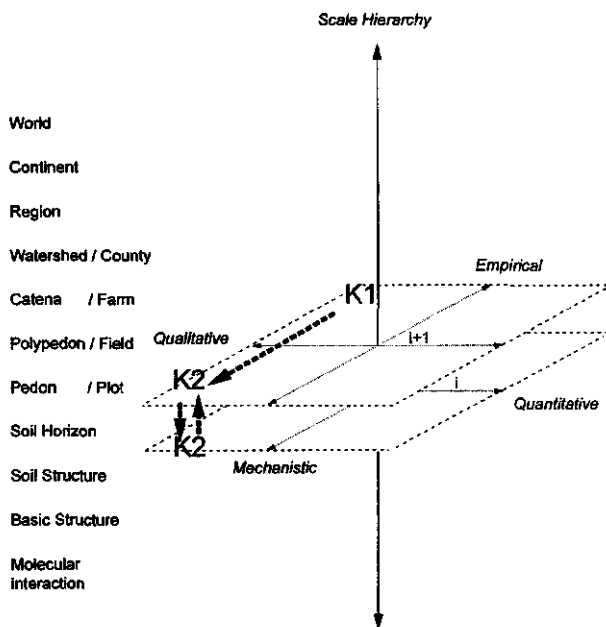 Scale Hierarchy
World
Continent
Region
Watershed / County
Empirical
Catena / Farm
K1
Polypedon / Field
Qualitative
i+1
K2
Pedon / Plot
i
Quantitative
Soil Horizon
K2
Mechanistic
Soil Structure
Basic Structure
Molecular
interaction